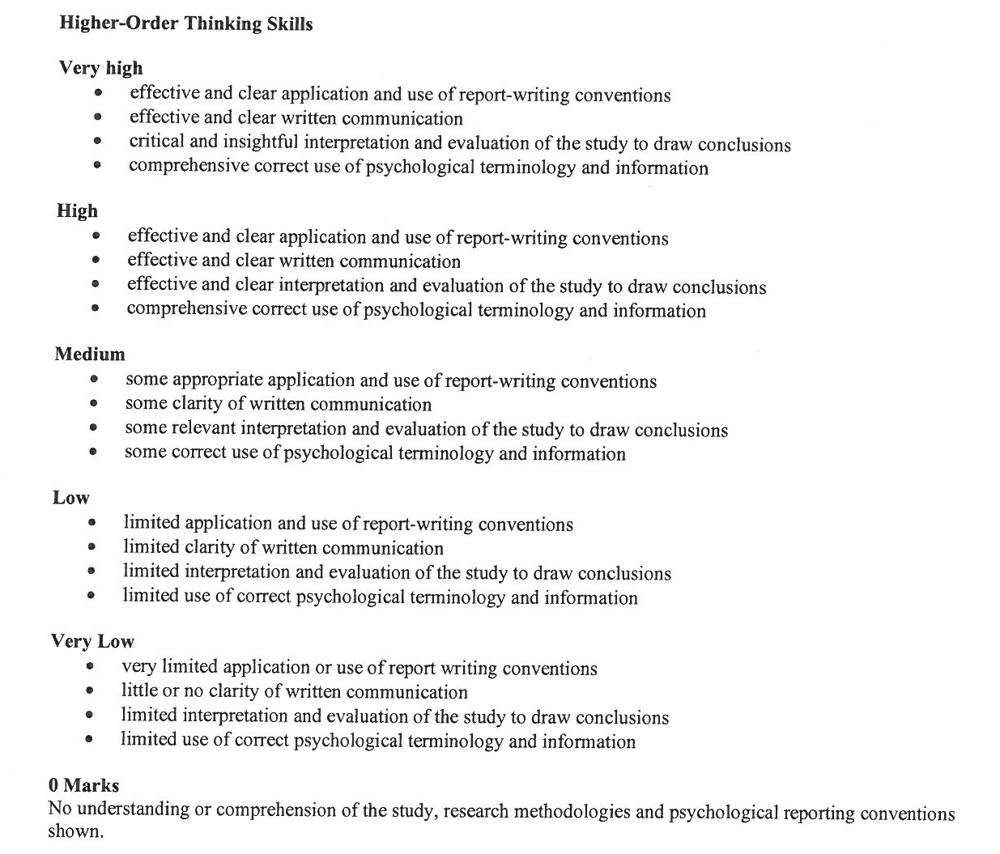 Higher-Order Thinking Skills
Very high
• effective and clear application and use of report-writing conventions
• effective and clear written communication
• critical and insightful interpretation and evaluation of the study to draw conclusions
• comprehensive correct use of psychological terminology and information
High
• effective and clear application and use of report-writing conventions
• effective and clear written communication
• effective and clear interpretation and evaluation of the study to draw conclusions
• comprehensive correct use of psychological terminology and information
Medium
• some appropriate application and use of report-writing conventions
• some clarity of written communication
• some relevant interpretation and evaluation of the study to draw conclusions
• some correct use of psychological terminology and information
Low
• limited application and use of report-writing conventions
• limited clarity of written communication
• limited interpretation and evaluation of the study to draw conclusions
• limited use of correct psychological terminology and information
Very Low
• very limited application or use of report writing conventions
• little or no clarity of written communication
• limited interpretation and evaluation of the study to draw conclusions
• limited use of correct psychological terminology and information
0 Marks
No understanding or comprehension of the study, research methodologies and psychological reporting conventions
shown.